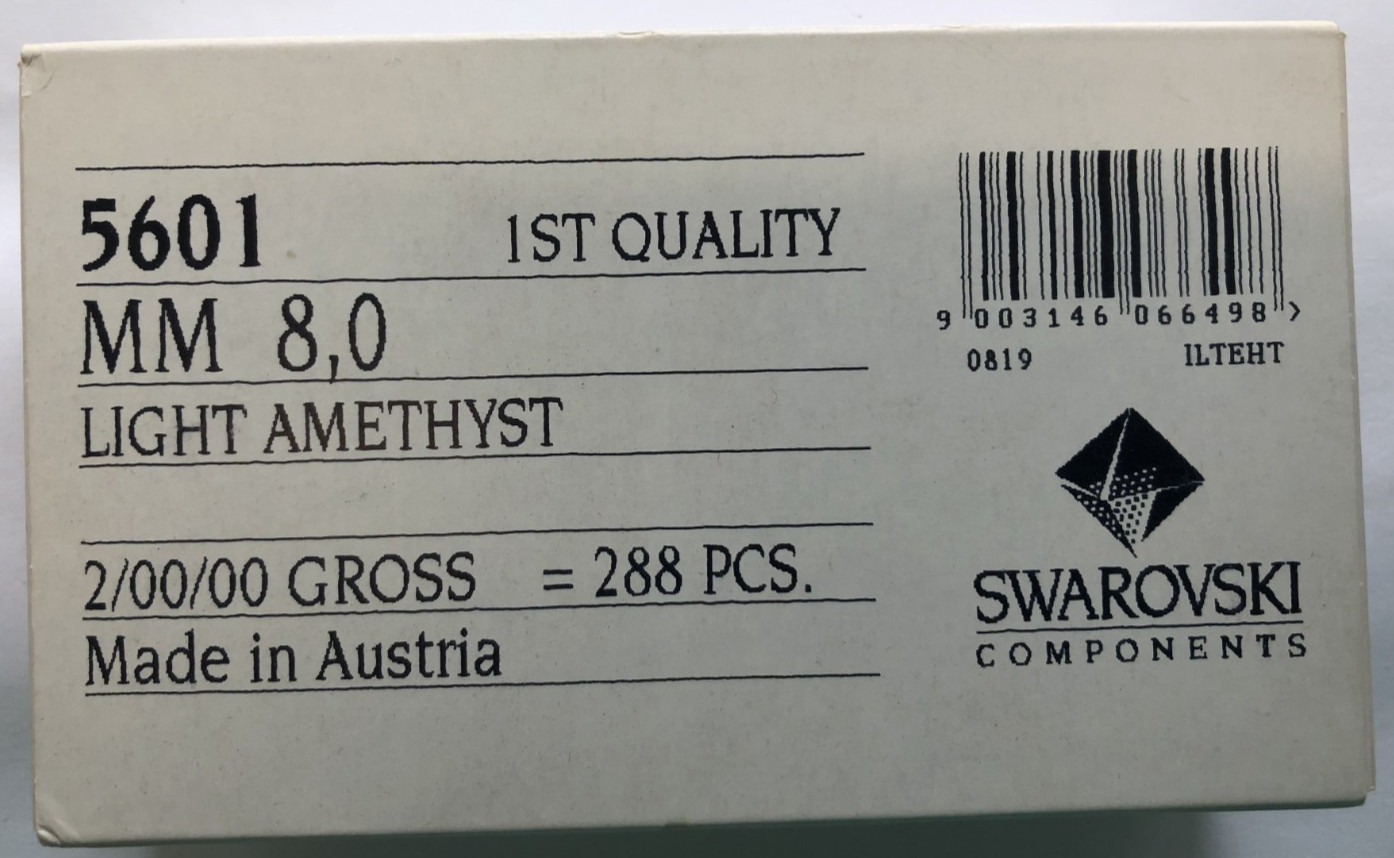 5601 1ST QUALITY
MM 8,0
LIGHT AMETHYST
2/00/00 GROSS = 288 PCS.
Made in Austria
9 003146 066498 >
0819 ILTEHT
SWAROVSKI
COMPONENTS